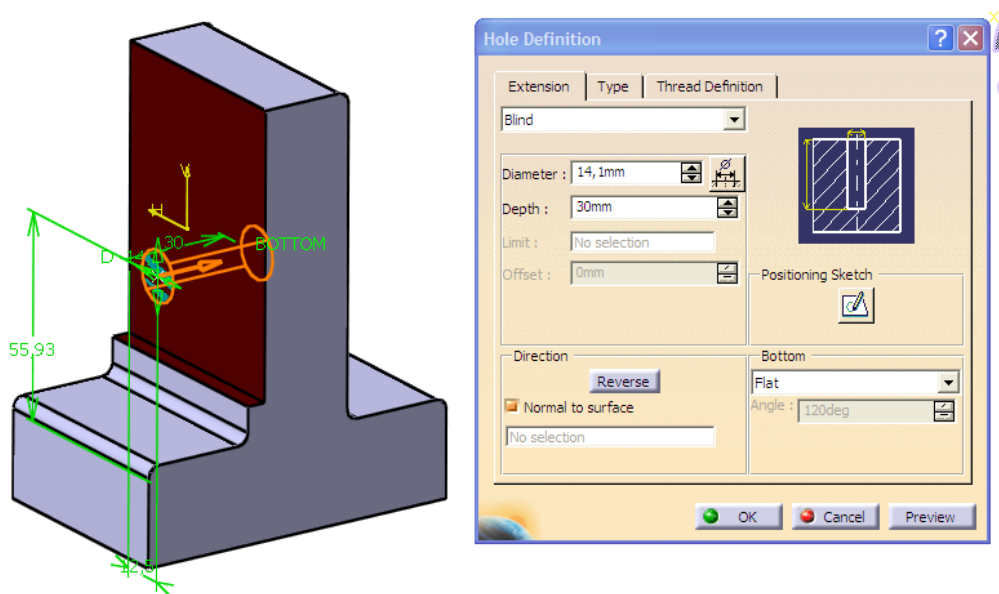 V
H
30
BOTTOM
D
55,93
12,5
Hole Definition
?
Extension
Type
Thread Definition
Blind
Diameter :
14,1mm
Depth :
30mm
Limit :
No selection
Offset :
0mm
Positioning Sketch
Direction
Reverse
Normal to surface
No selection
Bottom
Flat
Angle :
120deg
OK
Cancel
Preview